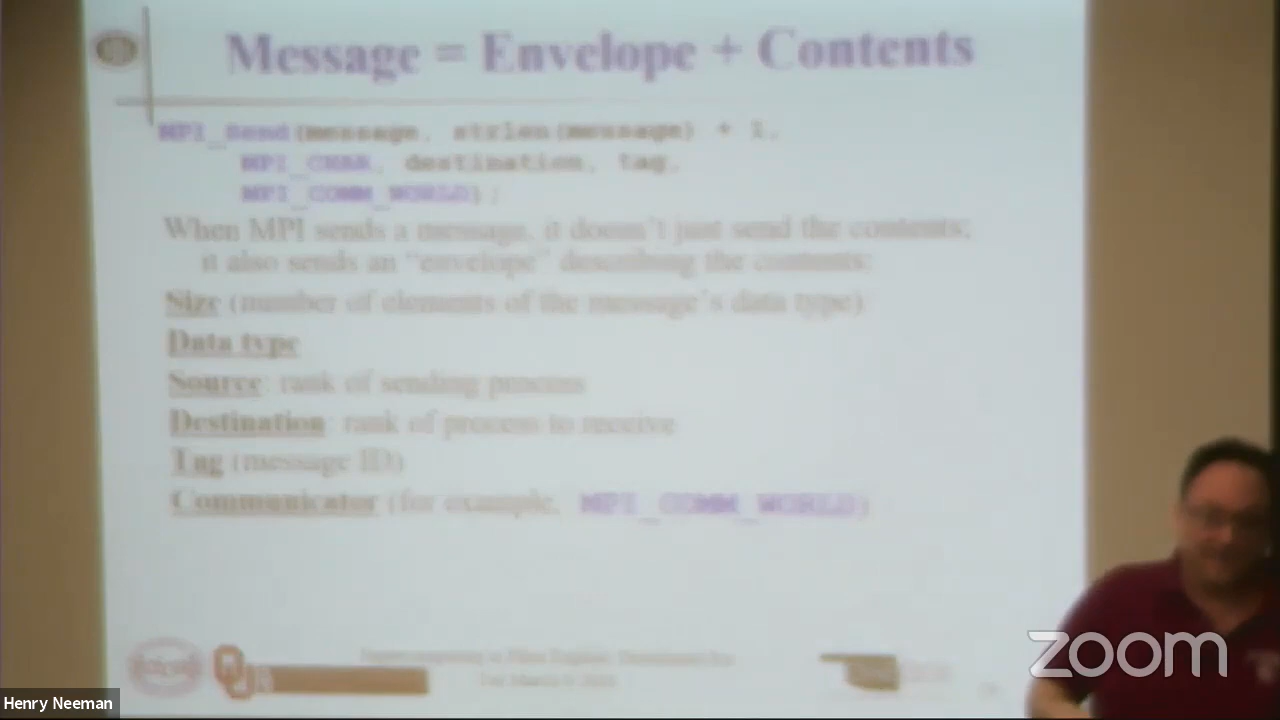 Message = Envelope + Contents
MPI_Send(message, strlen(message) + 1,
MPI_CHAR, destination, tag,
MPI_COMM_WORLD);
When MPI sends a message, it doesn't just send the contents;
it also sends an "envelope" describing the contents:
Size (number of elements of the message's data type)
Data type
Source: rank of sending process
Destination: rank of process to receive
Tag (message ID)
Communicator (for example, MPI_COMM_WORLD)
zoom
Henry Neeman